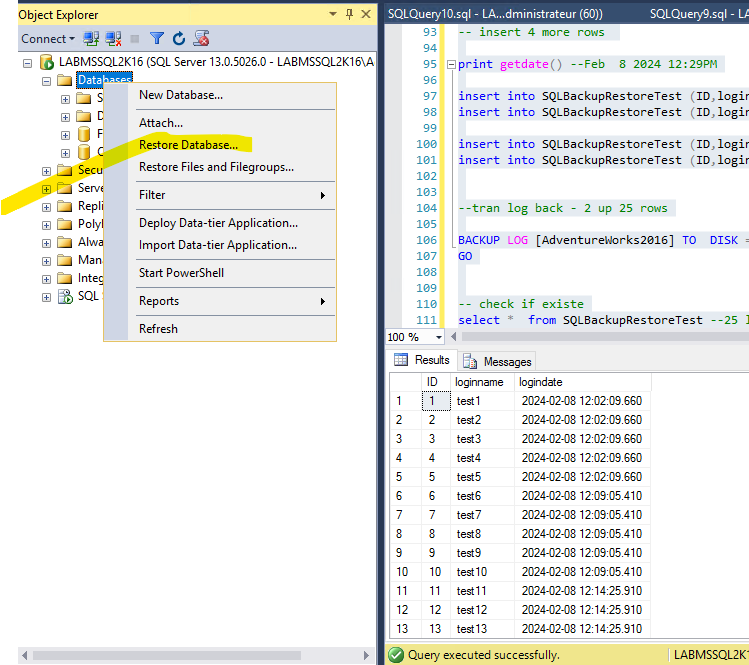 Object Explorer
Connect
LABMSSQL2K16 (SQL Server 13.0.5026.0 - LABMSSQL2K16\A
Databases
S
D
F
Secu
Serve
Repli
Polyl
Alwa
Mana
Integ
SQL
New Database...
Attach...
Restore Database...
Restore Files and Filegroups...
Filter
Deploy Data-tier Application...
Import Data-tier Application...
Start PowerShell
Reports
Refresh
SQLQuery10.sql - LA...dministrateur (60)) SQLQuery9.sql - LA
93 -- insert 4 more rows
94
95 print getdate() --Feb  8 2024 12:29PM
96
97 insert into SQLBackupRestoreTest (ID,login
98 insert into SQLBackupRestoreTest (ID,login
99
100 insert into SQLBackupRestoreTest (ID,login
101 insert into SQLBackupRestoreTest (ID,login
102
103
104 --tran log back - 2 up 25 rows
105
106 BACKUP LOG [AdventureWorks2016] TO  DISK =
107 GO
108
109
110 -- check if existe
111 select *  from SQLBackupRestoreTest --25 l
100 %
Results Messages
ID loginname logindate
1 1 test1 2024-02-08 12:02:09.660
2 2 test2 2024-02-08 12:02:09.660
3 3 test3 2024-02-08 12:02:09.660
4 4 test4 2024-02-08 12:02:09.660
5 5 test5 2024-02-08 12:02:09.660
6 6 test6 2024-02-08 12:09:05.410
7 7 test7 2024-02-08 12:09:05.410
8 8 test8 2024-02-08 12:09:05.410
9 9 test9 2024-02-08 12:09:05.410
10 10 test10 2024-02-08 12:09:05.410
11 11 test11 2024-02-08 12:14:25.910
12 12 test12 2024-02-08 12:14:25.910
13 13 test13 2024-02-08 12:14:25.910
Query executed successfully. LABMSSQL2K1